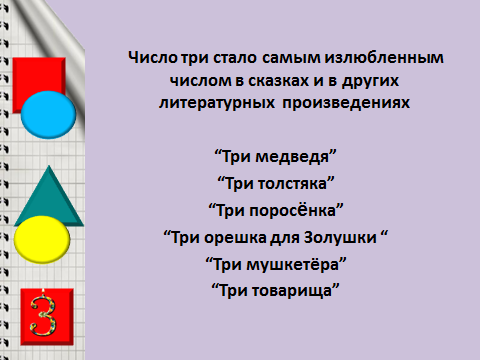 Число три стало самым излюбленным
числом в сказках и в других
литературных произведениях
“Три медведя”
“Три толстяка”
“Три поросёнка”
“Три орешка для Золушки “
“Три мушкетёра”
“Три товарища”
3